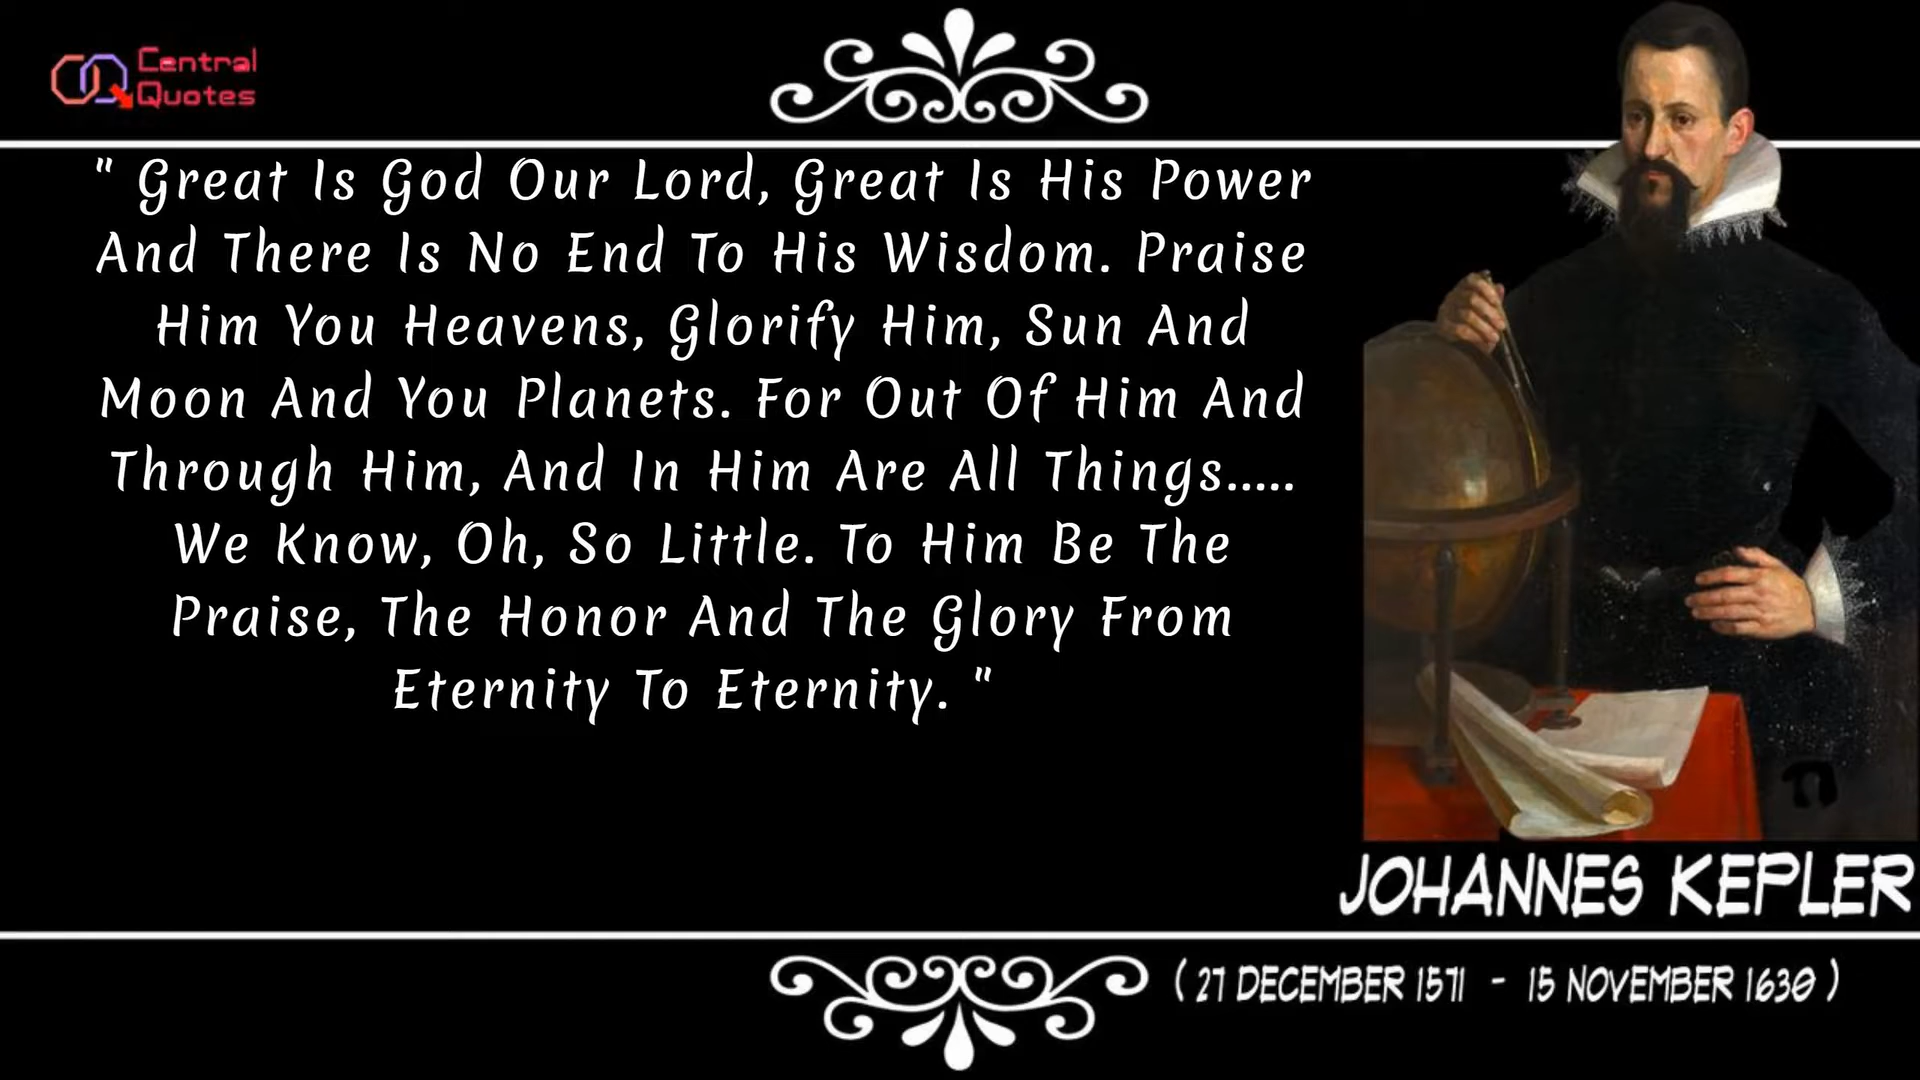 Central
Quotes
" Great Is God Our Lord, Great Is His Power
And There Is No End To His Wisdom. Praise
Him You Heavens, Glorify Him, Sun And
Moon And You Planets. For Out Of Him And
Through Him, And In Him Are All Things.....
We Know, Oh, So Little. To Him Be The
Praise, The Honor And The Glory From
Eternity To Eternity. "
JOHANNES KEPLER
( 27 DECEMBER 1571 - 15 NOVEMBER 1630 )